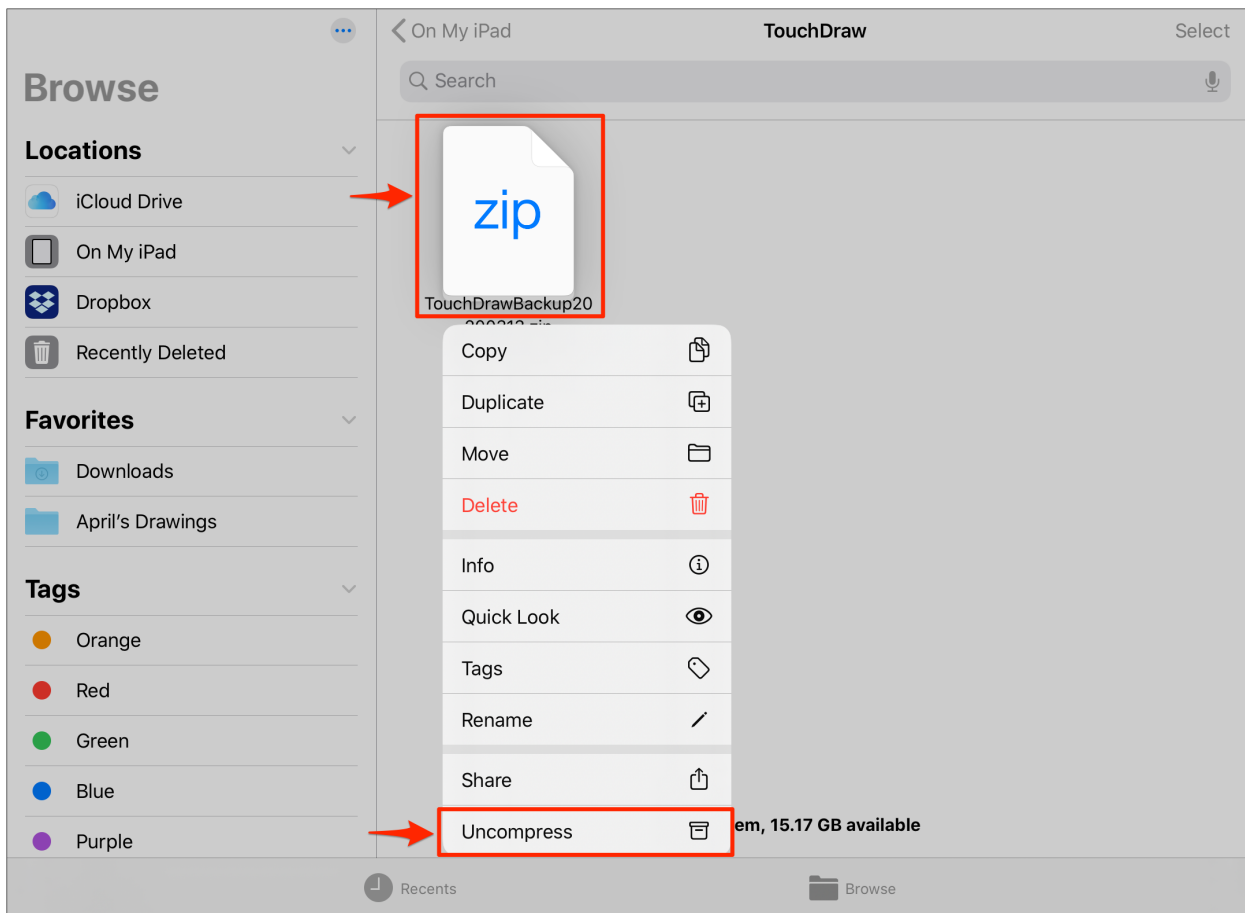 On My iPad
TouchDraw
Select
Search
Browse
Locations
iCloud Drive
On My iPad
Dropbox
Recently Deleted
Favorites
Downloads
April's Drawings
Tags
Orange
Red
Green
Blue
Purple
zip
TouchDrawBackup20
200313.zip
Copy
Duplicate
Move
Delete
Info
Quick Look
Tags
Rename
Share
Uncompress
em, 15.17 GB available
Recents
Browse